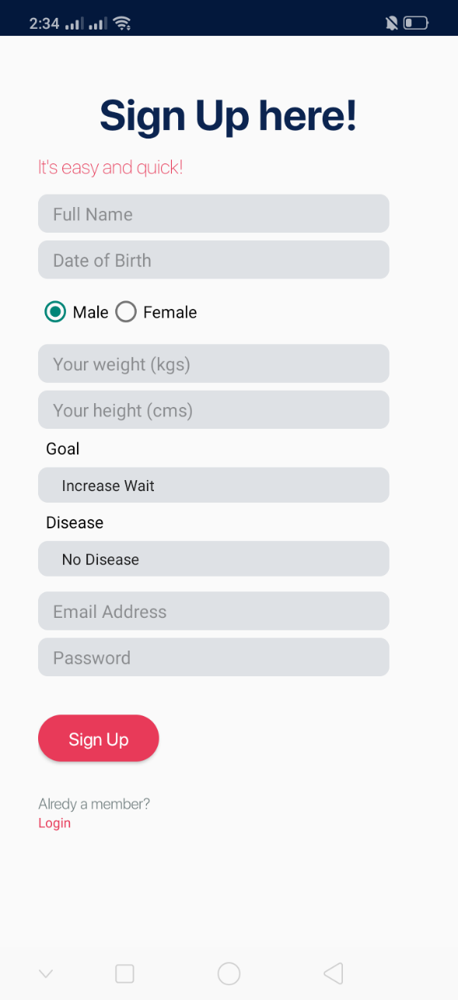 2:34
Sign Up here!
It's easy and quick!
Full Name
Date of Birth
Male Female
Your weight (kgs)
Your height (cms)
Goal
Increase Wait
Disease
No Disease
Email Address
Password
Sign Up
Alredy a member?
Login